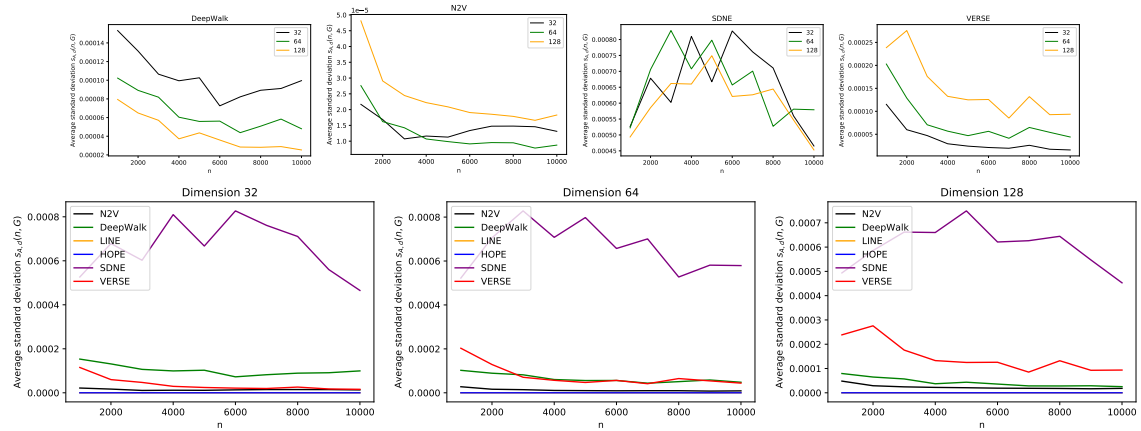 DeepWalk
Average standard deviation s_{A,d}(n,G)
0.00014
0.00012
0.00010
0.00008
0.00006
0.00004
0.00002
2000 4000 6000 8000 10000
n
32
64
128
N2V
1e−5
Average standard deviation s_{A,d}(n,G)
5.0
4.5
4.0
3.5
3.0
2.5
2.0
1.5
1.0
2000 4000 6000 8000 10000
n
32
64
128
SDNE
Average standard deviation s_{A,d}(n,G)
0.00080
0.00075
0.00070
0.00065
0.00060
0.00055
0.00050
0.00045
2000 4000 6000 8000 10000
n
32
64
128
VERSE
Average standard deviation s_{A,d}(n,G)
0.00025
0.00020
0.00015
0.00010
0.00005
2000 4000 6000 8000 10000
n
32
64
128
Dimension 32
Average standard deviation s_{A,d}(n,G)
0.0008
0.0006
0.0004
0.0002
0.0000
2000 4000 6000 8000 10000
n
N2V
DeepWalk
LINE
HOPE
SDNE
VERSE
Dimension 64
Average standard deviation s_{A,d}(n,G)
0.0008
0.0006
0.0004
0.0002
0.0000
2000 4000 6000 8000 10000
n
N2V
DeepWalk
LINE
HOPE
SDNE
VERSE
Dimension 128
Average standard deviation s_{A,d}(n,G)
0.0007
0.0006
0.0005
0.0004
0.0003
0.0002
0.0001
0.0000
2000 4000 6000 8000 10000
n
N2V
DeepWalk
LINE
HOPE
SDNE
VERSE